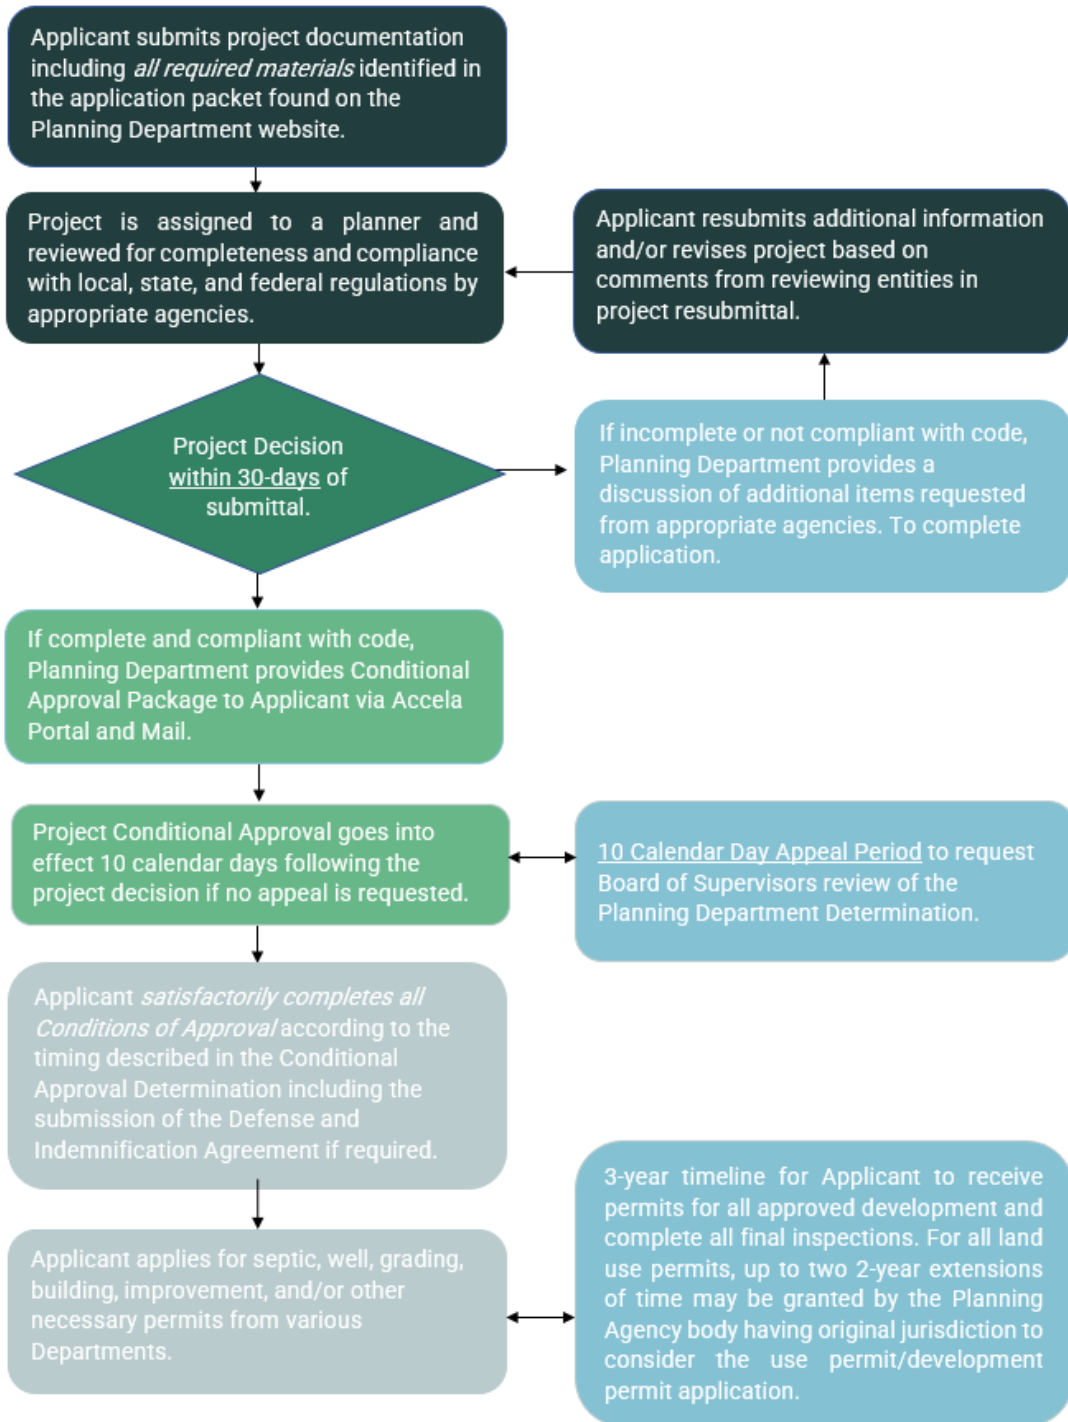 Applicant submits project documentation
including all required materials identified in
the application packet found on the
Planning Department website.
Project is assigned to a planner and
reviewed for completeness and compliance
with local, state, and federal regulations by
appropriate agencies.
Applicant resubmits additional information
and/or revises project based on
comments from reviewing entities in
project resubmittal.
Project Decision
within 30-days of
submittal.
If incomplete or not compliant with code,
Planning Department provides a
discussion of additional items requested
from appropriate agencies. To complete
application.
If complete and compliant with code,
Planning Department provides Conditional
Approval Package to Applicant via Accela
Portal and Mail.
Project Conditional Approval goes into
effect 10 calendar days following the
project decision if no appeal is requested.
10 Calendar Day Appeal Period to request
Board of Supervisors review of the
Planning Department Determination.
Applicant satisfactorily completes all
Conditions of Approval according to the
timing described in the Conditional
Approval Determination including the
submission of the Defense and
Indemnification Agreement if required.
Applicant applies for septic, well, grading,
building, improvement, and/or other
necessary permits from various
Departments.
3-year timeline for Applicant to receive
permits for all approved development and
complete all final inspections. For all land
use permits, up to two 2-year extensions
of time may be granted by the Planning
Agency body having original jurisdiction to
consider the use permit/development
permit application.